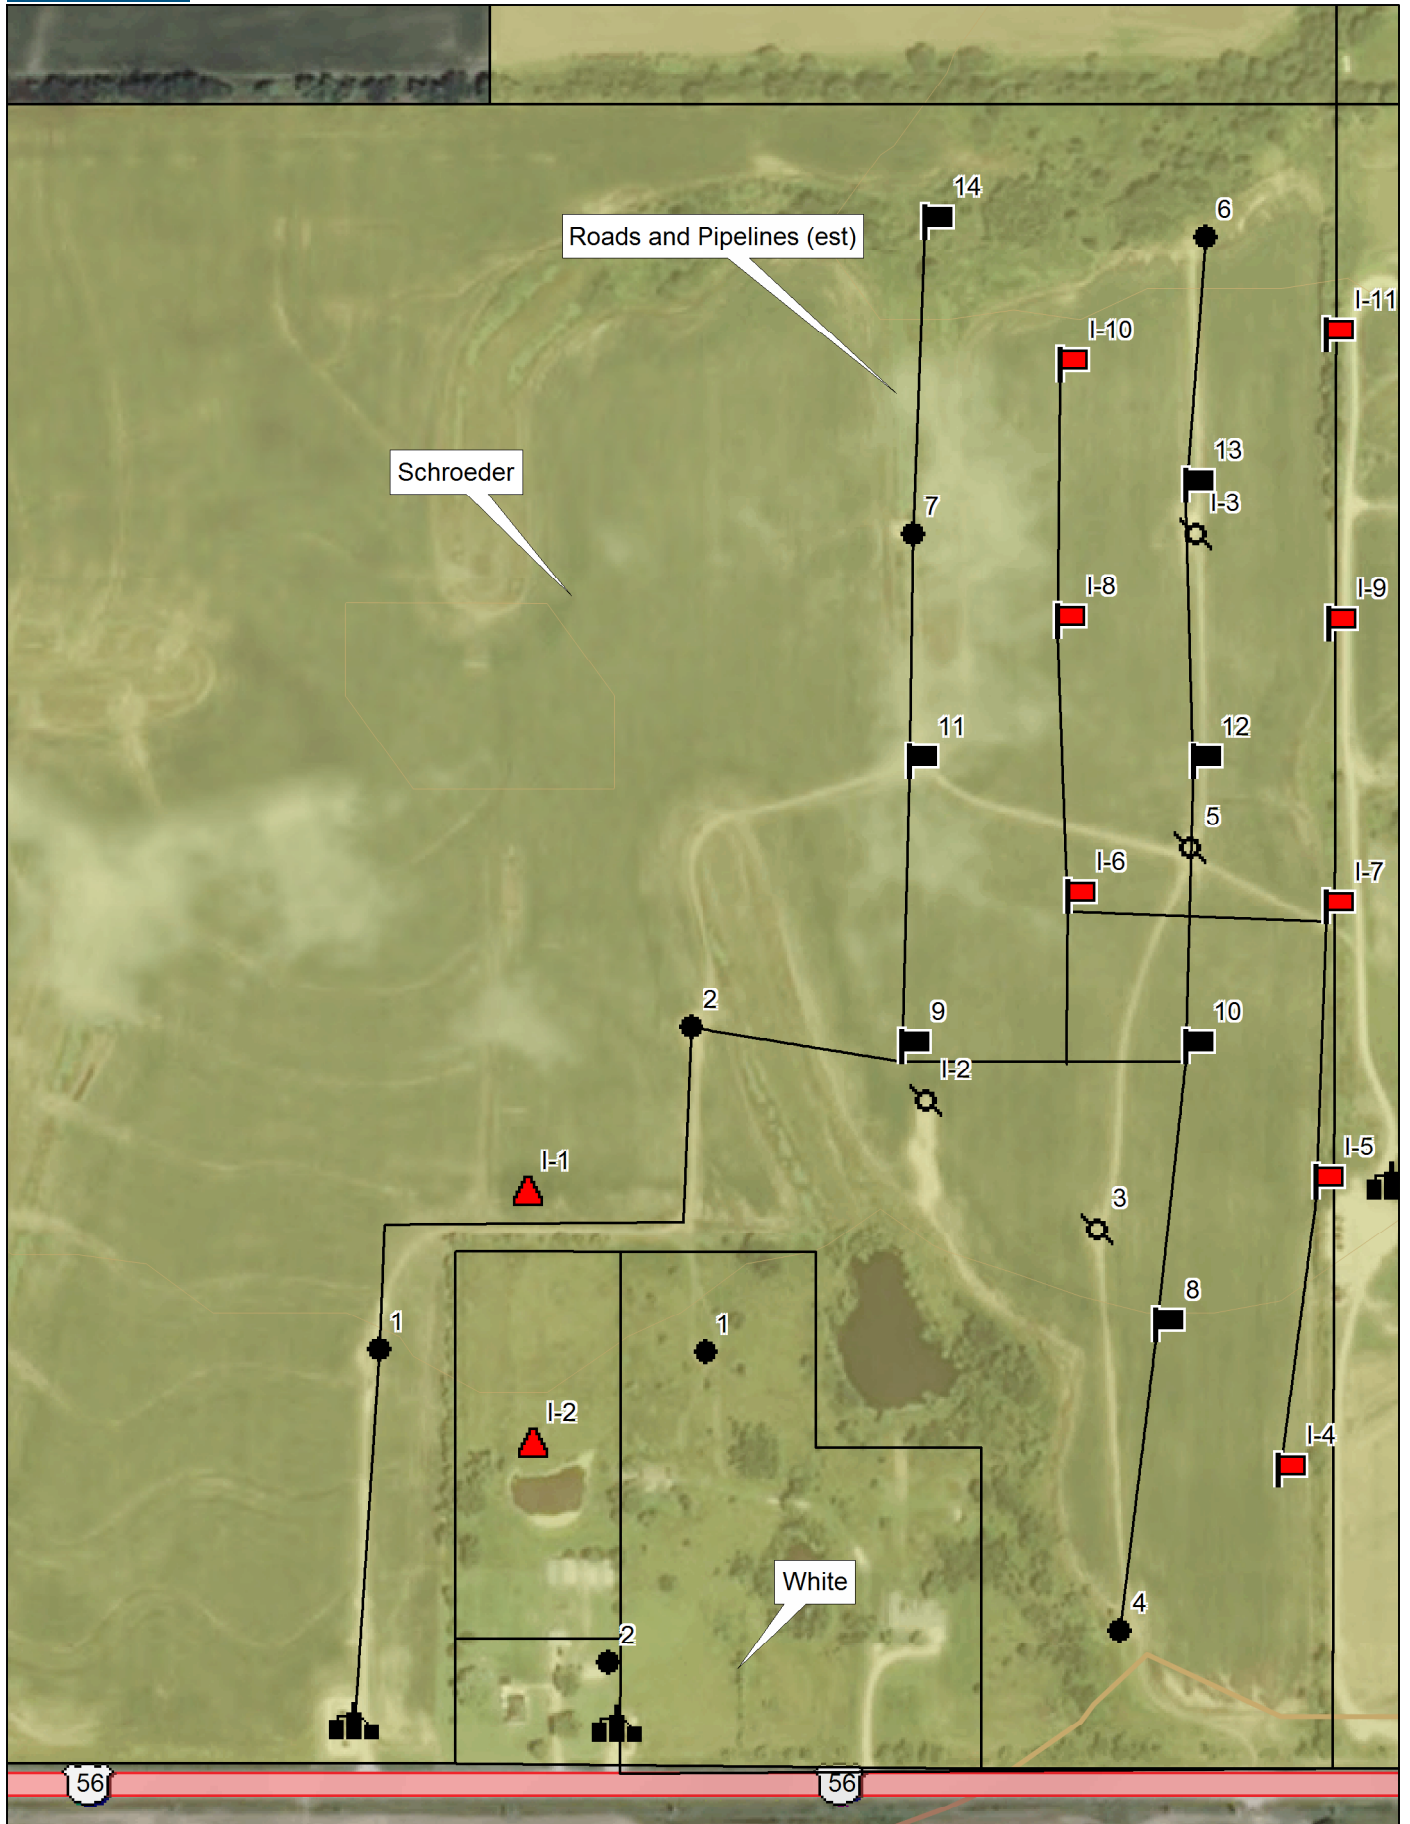 14
6
Roads and Pipelines (est)
I-11
I-10
13
Schroeder
I-3
7
I-8
I-9
11
12
5
I-6
I-7
2
9
10
I-2
I-5
I-1
3
8
1
1
I-2
I-4
White
4
2
56
56